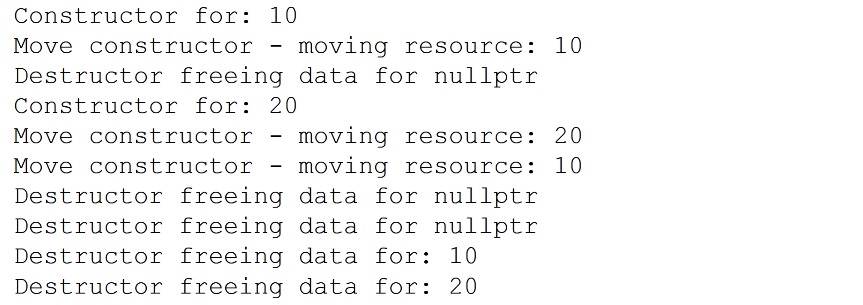 Constructor for: 10
Move constructor - moving resource: 10
Destructor freeing data for nullptr
Constructor for: 20
Move constructor - moving resource: 20
Move constructor - moving resource: 10
Destructor freeing data for nullptr
Destructor freeing data for nullptr
Destructor freeing data for: 10
Destructor freeing data for: 20